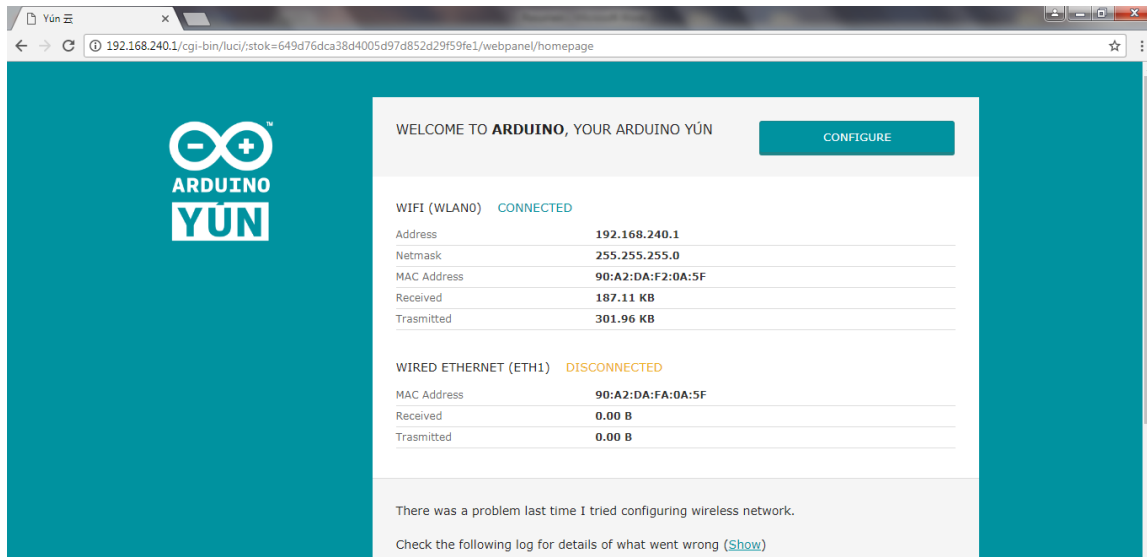 Yún 云
192.168.240.1/cgi-bin/luci/;stok=649d76dca38d4005d97d852d29f59fe1/webpanel/homepage
ARDUINO
YÚN
WELCOME TO ARDUINO, YOUR ARDUINO YÚN
CONFIGURE
WIFI (WLAN0) CONNECTED
Address 192.168.240.1
Netmask 255.255.255.0
MAC Address 90:A2:DA:F2:0A:5F
Received 187.11 KB
Trasmitted 301.96 KB
WIRED ETHERNET (ETH1) DISCONNECTED
MAC Address 90:A2:DA:FA:0A:5F
Received 0.00 B
Trasmitted 0.00 B
There was a problem last time I tried configuring wireless network.
Check the following log for details of what went wrong (Show)